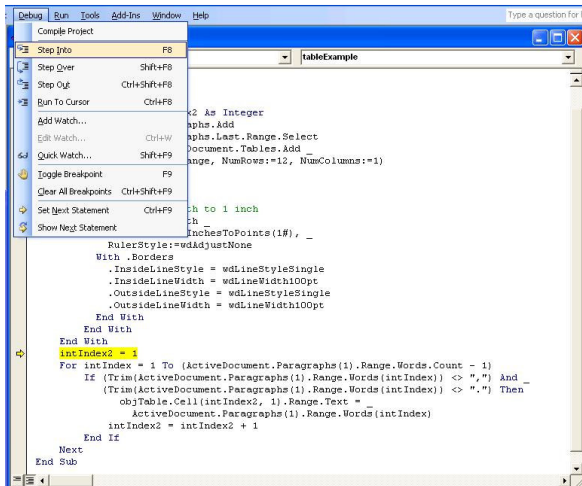 Debug Run Tools Add-Ins Window Help Type a question for
Compile Project
Step Into F8
Step Over Shift+F8
Step Out Ctrl+Shift+F8
Run To Cursor Ctrl+F8
Add Watch...
Edit Watch... Ctrl+W
Quick Watch... Shift+F9
Toggle Breakpoint F9
Clear All Breakpoints Ctrl+Shift+F9
Set Next Statement Ctrl+F9
Show Next Statement
tableExample
x2 As Integer
aphs.Add
aphs.Last.Range.Select
Document.Tables.Add _
ange, NumRows:=12, NumColumns:=1)
th to 1 inch
th _
InchesToPoints(1#), _
RulerStyle:=wdAdjustNone
With .Borders
.InsideLineStyle = wdLineStyleSingle
.InsideLineWidth = wdLineWidth100pt
.OutsideLineStyle = wdLineStyleSingle
.OutsideLineWidth = wdLineWidth100pt
End With
End With
End With
intIndex2 = 1
For intIndex = 1 To (ActiveDocument.Paragraphs(1).Range.Words.Count - 1)
If (Trim(ActiveDocument.Paragraphs(1).Range.Words(intIndex)) <> ",") And _
(Trim(ActiveDocument.Paragraphs(1).Range.Words(intIndex)) <> ".") Then
objTable.Cell(intIndex2, 1).Range.Text = _
ActiveDocument.Paragraphs(1).Range.Words(intIndex)
intIndex2 = intIndex2 + 1
End If
Next
End Sub